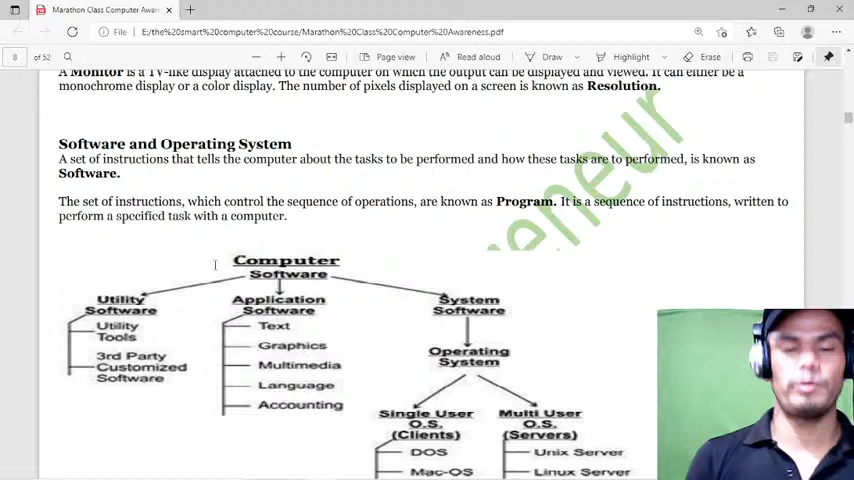 Marathon Class Computer Awar
File
E:/the%20smart%20computer%20course/Marathon%20Class%20Computer%20Awareness.pdf
8 of 52
Page view
Read aloud
Draw
Highlight
Erase
A Monitor is a TV-like display attached to the computer on which the output can be displayed and viewed. It can either be a
monochrome display or a color display. The number of pixels displayed on a screen is known as Resolution.
Software and Operating System
A set of instructions that tells the computer about the tasks to be performed and how these tasks are to performed, is known as
Software.
The set of instructions, which control the sequence of operations, are known as Program. It is a sequence of instructions, written to
perform a specified task with a computer.
Computer
Software
Utility
Software
Utility
Tools
3rd Party
Customized
Software
Application
Software
Text
Graphics
Multimedia
Language
Accounting
System
Software
Operating
System
Single User
O.S.
(Clients)
DOS
Mac-OS
Multi User
O.S.
(Servers)
Unix Server
Linux Server
reneur